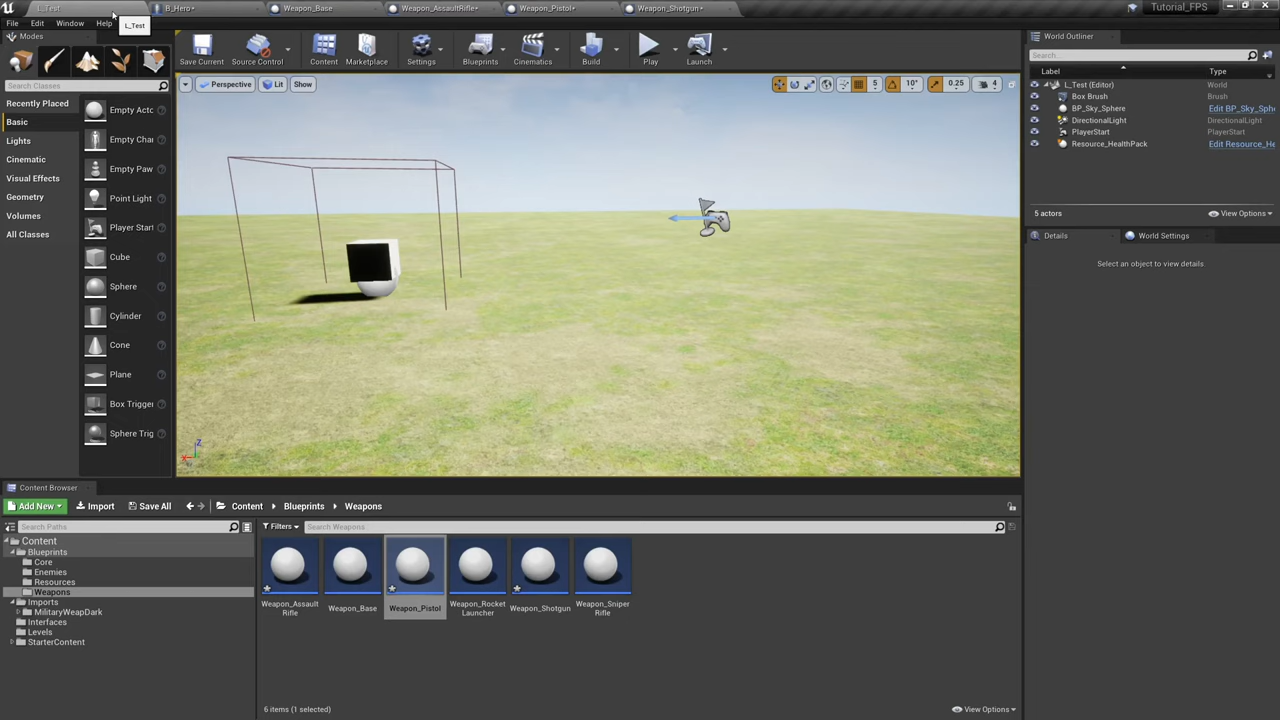 L_Test
B_Hero*
Weapon_Base
Weapon_AssaultRifle*
Weapon_Pistol*
Weapon_Shotgun*
Tutorial_FPS
File
Edit
Window
Help
L_Test
Modes
Search Classes
Recently Placed
Basic
Lights
Cinematic
Visual Effects
Geometry
Volumes
All Classes
Empty Acto
Empty Char
Empty Paw
Point Light
Player Start
Cube
Sphere
Cylinder
Cone
Plane
Box Trigger
Sphere Trig
Save Current
Source Control
Content
Marketplace
Settings
Blueprints
Cinematics
Build
Play
Launch
Perspective
Lit
Show
5
10°
0.25
4
Z
X
World Outliner
Search...
Label
Type
L_Test (Editor)
World
Box Brush
Brush
BP_Sky_Sphere
Edit BP_Sky_Sphe
DirectionalLight
DirectionalLight
PlayerStart
PlayerStart
Resource_HealthPack
Edit Resource_He
5 actors
View Options
Details
World Settings
Select an object to view details.
Content Browser
Add New
Import
Save All
Content
Blueprints
Weapons
Search Paths
Filters
Search Weapons
Content
Blueprints
Core
Enemies
Resources
Weapons
Imports
MilitaryWeapDark
Interfaces
Levels
StarterContent
Weapon_Assault
Rifle
Weapon_Base
Weapon_Pistol
Weapon_Rocket
Launcher
Weapon_Shotgun
Weapon_Sniper
Rifle
6 items (1 selected)
View Options